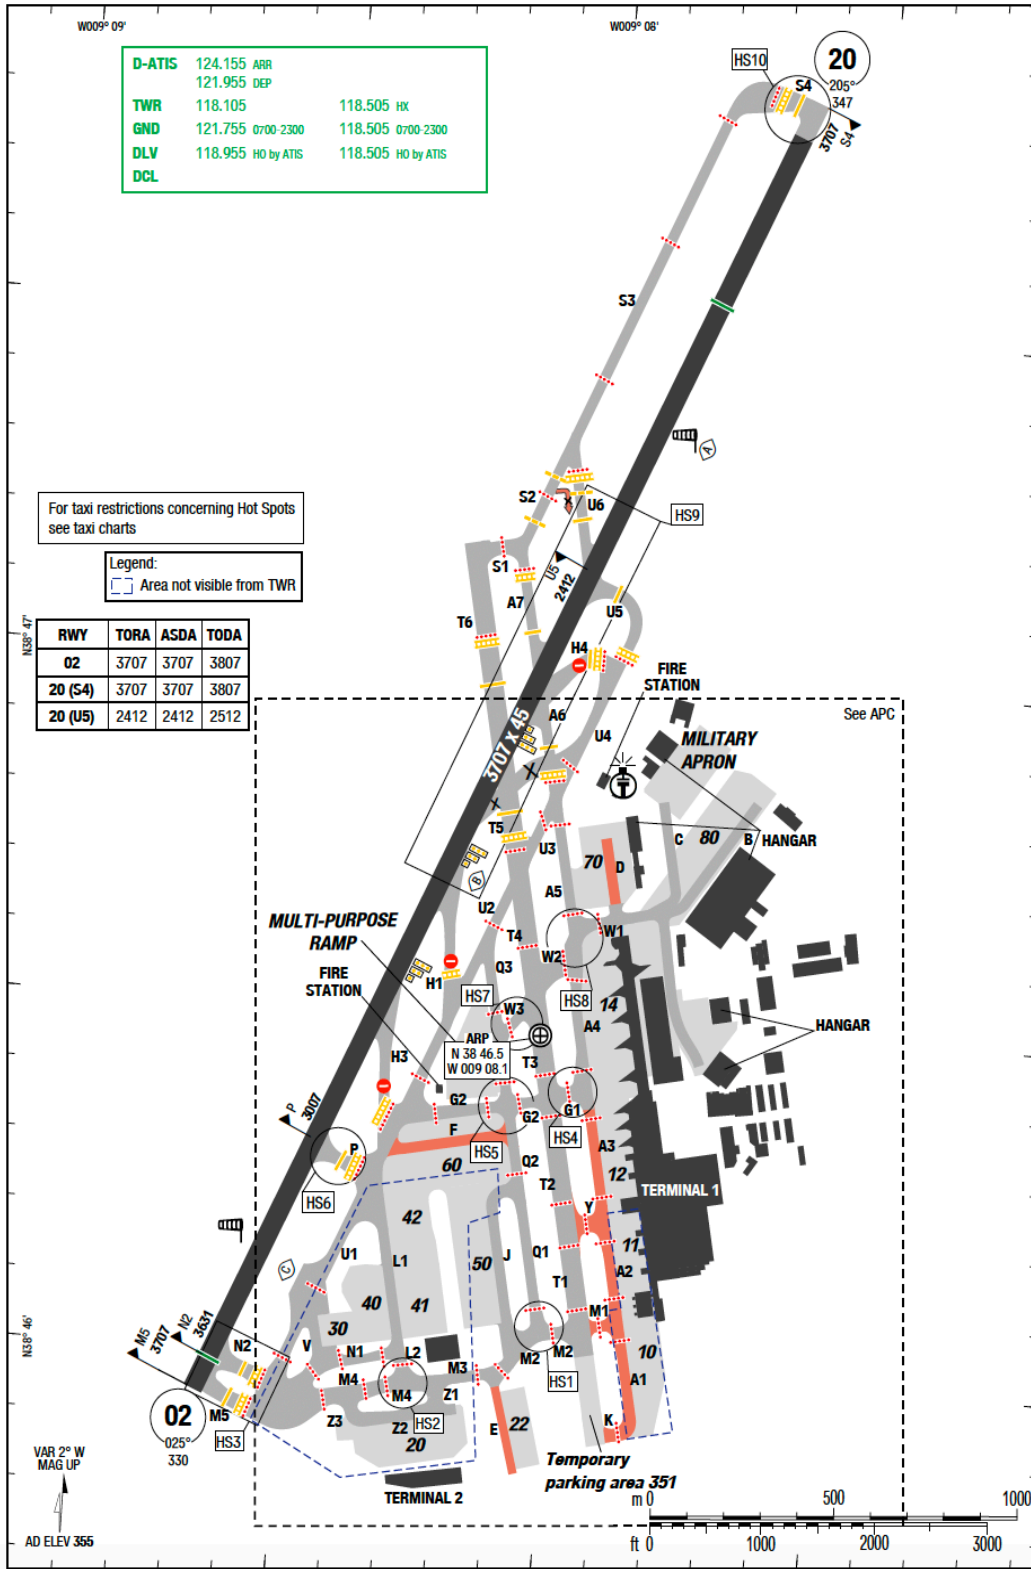 W009° 09'
W009° 08'
D-ATIS 124.155 ARR
121.955 DEP
TWR 118.105 118.505 HX
GND 121.755 0700-2300 118.505 0700-2300
DLV 118.955 HO by ATIS 118.505 HO by ATIS
DCL
HS10
20
S4
205°
347
3707
S4
S3
A
For taxi restrictions concerning Hot Spots
see taxi charts
Legend:
Area not visible from TWR
S2
U6
HS9
S1
U5
2412
A7
U5
N38° 47'
T6
H4
RWY TORA ASDA TODA
02 3707 3707 3807
20 (S4) 3707 3707 3807
20 (U5) 2412 2412 2512
FIRE
STATION
See APC
A6
U4
MILITARY
APRON
3707 X 45
T5
U3
C
80
B
HANGAR
70
D
B
A5
U2
MULTI-PURPOSE
RAMP
T4
W1
W2
FIRE
STATION
H1
Q3
HS7
HS8
14
W3
A4
HANGAR
ARP
N 38 46.5
W 009 08.1
H3
T3
P
3007
G2
G2
G1
F
HS5
HS4
A3
P
60
Q2
12
HS6
T2
TERMINAL 1
42
Y
U1
L1
50
J
Q1
11
C
T1
A2
40
41
M1
N38° 46'
M5
3707
N2
3631
30
N2
V
N1
L2
M3
M2
M2
10
M4
M4
Z1
HS1
A1
02
M5
HS3
Z3
Z2
HS2
E
22
K
025°
330
20
VAR 2° W
MAG UP
Temporary
parking area 351
TERMINAL 2
m 0 500 1000
AD ELEV 355
ft 0 1000 2000 3000